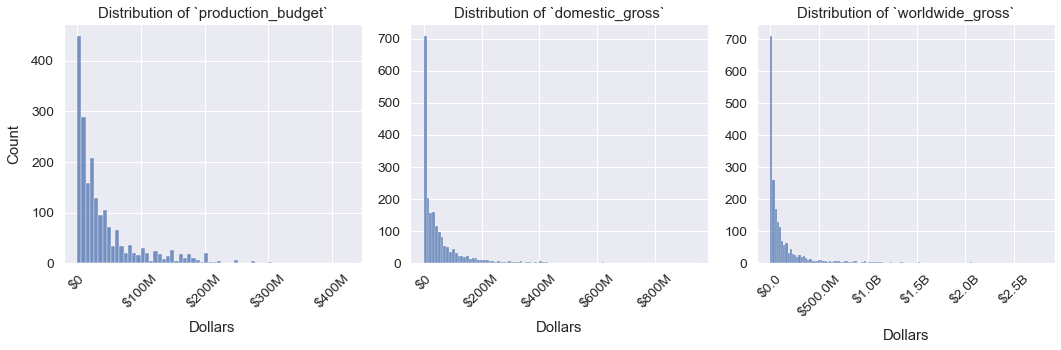 Distribution of `production_budget`
Count
400
300
200
100
0
$0 $100M $200M $300M $400M
Dollars
Distribution of `domestic_gross`
700
600
500
400
300
200
100
0
$0 $200M $400M $600M $800M
Dollars
Distribution of `worldwide_gross`
700
600
500
400
300
200
100
0
$0.0 $500.0M $1.0B $1.5B $2.0B $2.5B
Dollars